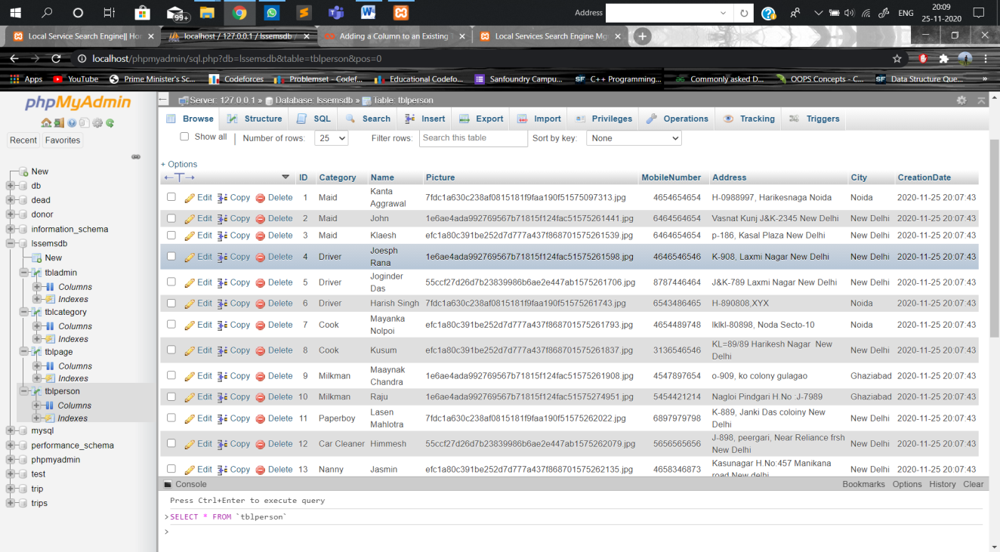 99+
Address
ENG
20:09
25-11-2020
Local Service Search Engine|| Hor
localhost / 127.0.0.1 / lssemsdb /
Adding a Column to an Existing T
Local Services Search Engine Mg
localhost/phpmyadmin/sql.php?db=lssemsdb&table=tblperson&pos=0
Apps YouTube Prime Minister's Sc... Codeforces Problemset - Codef... Educational Codefo... Sanfoundry Campu... SF C++ Programming... Commonly asked D... OOPS Concepts - C... SF Data Structure Que... »
phpMyAdmin
Recent Favorites
New
db
dead
donor
information_schema
lssemsdb
New
tbladmin
Columns
Indexes
tblcategory
Columns
Indexes
tblpage
Columns
Indexes
tblperson
Columns
Indexes
mysql
performance_schema
phpmyadmin
test
trip
trips
Server: 127.0.0.1 » Database: lssemsdb » Table: tblperson
Browse Structure SQL Search Insert Export Import Privileges Operations Tracking Triggers
Show all | Number of rows: 25 Filter rows: Search this table Sort by key: None
+ Options
ID Category Name Picture MobileNumber Address City CreationDate
Edit Copy Delete 1 Maid Kanta Aggrawal 7fdc1a630c238af0815181f9faa190f51575097313.jpg 4654654654 H-0988997, Harikesnaga Noida Noida 2020-11-25 20:07:43
Edit Copy Delete 2 Maid John 1e6ae4ada992769567b71815f124fac51575261441.jpg 6464564564 Vasnat Kunj J&K-2345 New Delhi New Delhi 2020-11-25 20:07:43
Edit Copy Delete 3 Maid Klaesh efc1a80c391be252d7d777a437f868701575261539.jpg 6464654654 p-186, Kasal Plaza New Delhi New Delhi 2020-11-25 20:07:43
Edit Copy Delete 4 Driver Joesph Rana 1e6ae4ada992769567b71815f124fac51575261598.jpg 4646546546 K-908, Laxmi Nagar New Delhi New Delhi 2020-11-25 20:07:43
Edit Copy Delete 5 Driver Joginder Das 55ccf27d26d7b23839986b6ae2e447ab1575261706.jpg 8787446464 J&K-789 Laxmi Nagar New Delhi New Delhi 2020-11-25 20:07:43
Edit Copy Delete 6 Driver Harish Singh 7fdc1a630c238af0815181f9faa190f51575261743.jpg 6543486465 H-890808,XYX Noida 2020-11-25 20:07:43
Edit Copy Delete 7 Cook Mayanka Nolpoi efc1a80c391be252d7d777a437f868701575261793.jpg 4654489748 lklkl-80898, Noda Secto-10 Noida 2020-11-25 20:07:43
Edit Copy Delete 8 Cook Kusum efc1a80c391be252d7d777a437f868701575261837.jpg 3136546546 KL=89/89 Harikesh Nagar New Delhi New Delhi 2020-11-25 20:07:43
Edit Copy Delete 9 Milkman Maaynak Chandra 1e6ae4ada992769567b71815f124fac51575261908.jpg 4547897654 o-909, ko colony gulagao Ghaziabad 2020-11-25 20:07:43
Edit Copy Delete 10 Milkman Raju 1e6ae4ada992769567b71815f124fac51575274951.jpg 5454421214 Nagloi Pindgari H.No :J-7989 Ghaziabad 2020-11-25 20:07:43
Edit Copy Delete 11 Paperboy Lasen Mahlotra 7fdc1a630c238af0815181f9faa190f51575262022.jpg 6897979798 K-889, Janki Das coloiny New Delhi New Delhi 2020-11-25 20:07:43
Edit Copy Delete 12 Car Cleaner Himmesh 55ccf27d26d7b23839986b6ae2e447ab1575262079.jpg 5656565656 J-898, peergari, Near Reliance frsh New Delhi New Delhi 2020-11-25 20:07:43
Edit Copy Delete 13 Nanny Jasmin efc1a80c391be252d7d777a437f868701575262135.jpg 4658346873 Kasunagar H.No:457 Manikana road New delhi New Delhi 2020-11-25 20:07:43
Console Bookmarks Options History Clear
Press Ctrl+Enter to execute query
>SELECT * FROM `tblperson`
>